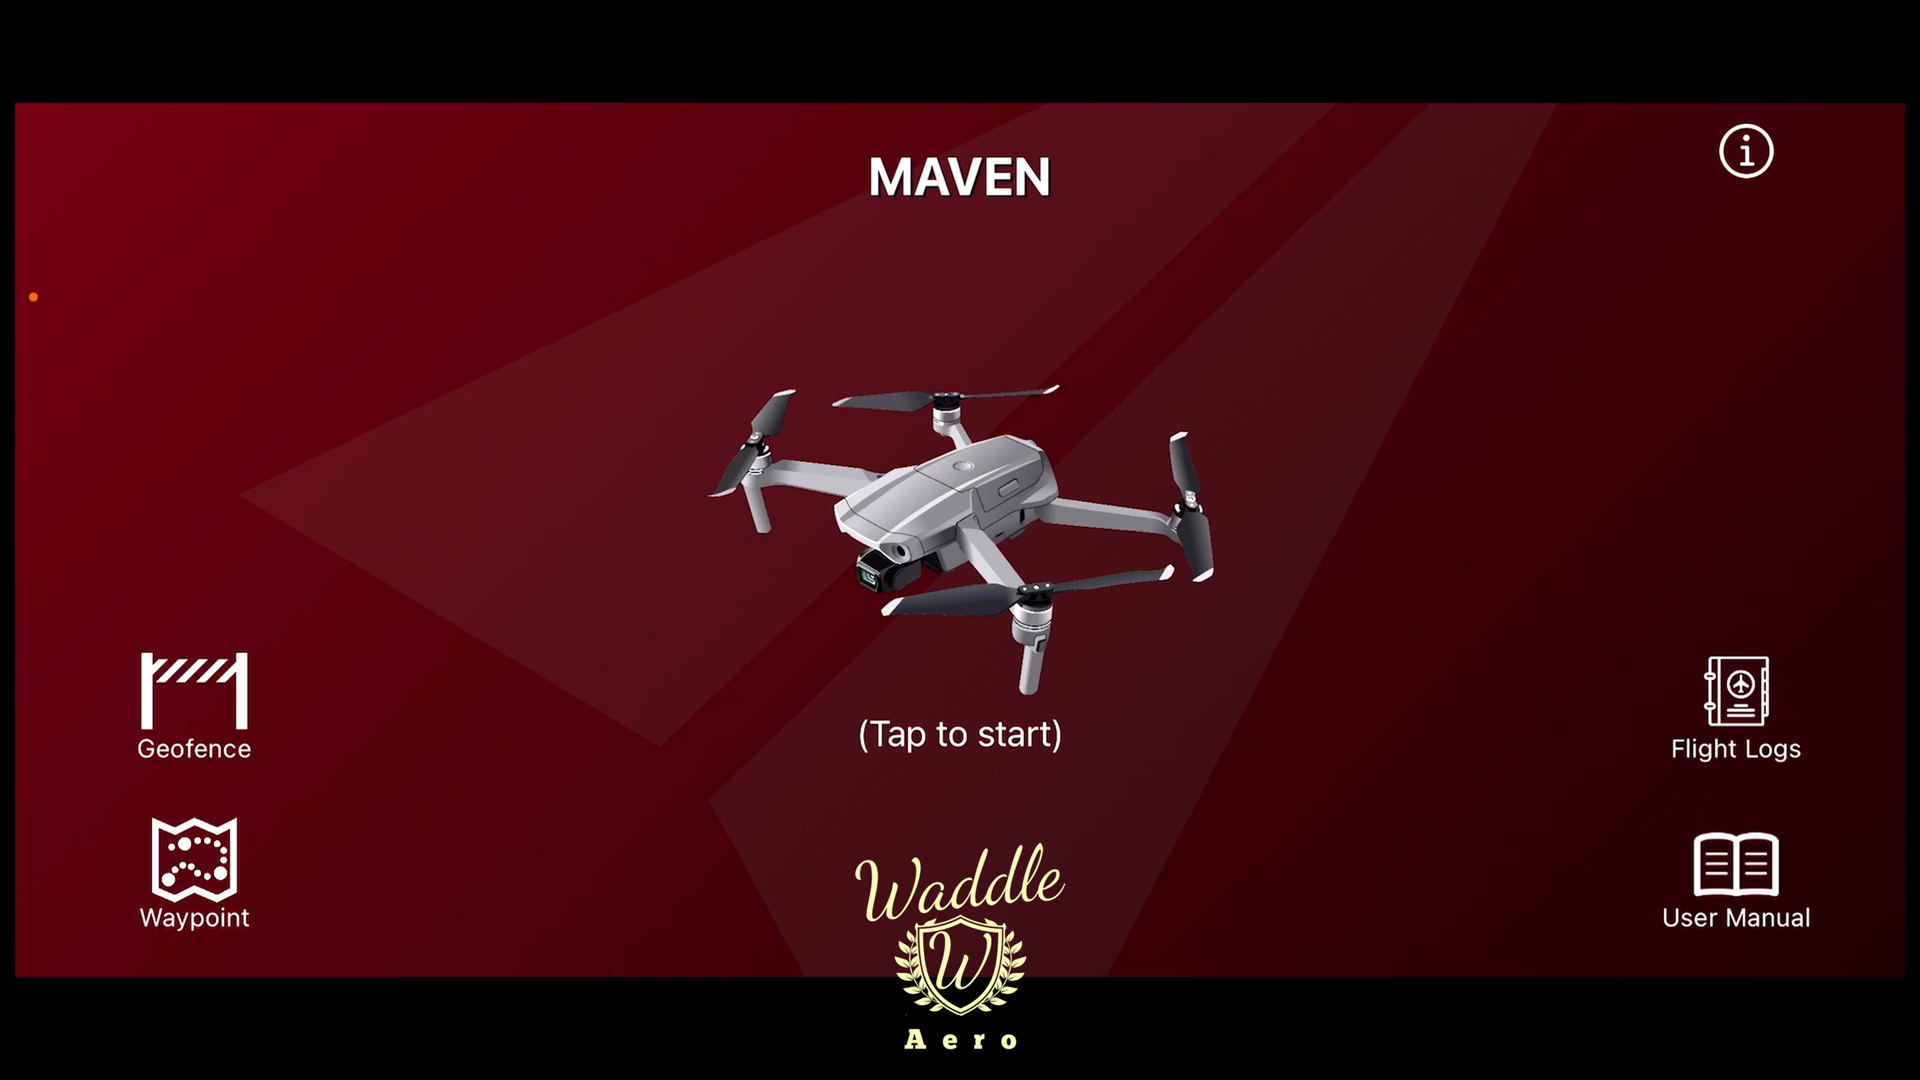 MAVEN
i
Geofence
(Tap to start)
Flight Logs
Waypoint
User Manual
Waddle
W
Aero